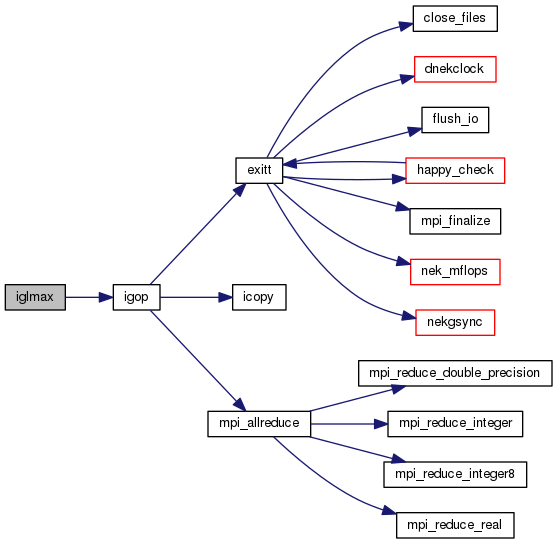 close_files
dnekclock
flush_io
exitt
happy_check
mpi_finalize
nek_mflops
iglmax
igop
icopy
nekgsync
mpi_reduce_double_precision
mpi_allreduce
mpi_reduce_integer
mpi_reduce_integer8
mpi_reduce_real